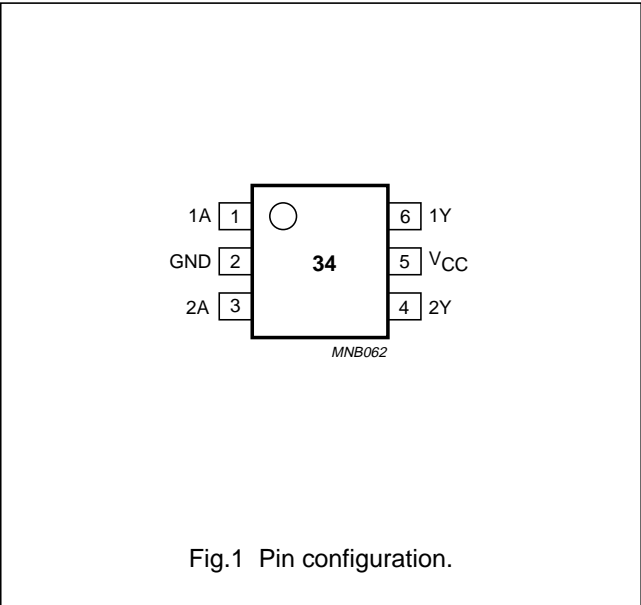 1A 1 6 1Y
GND 2 34 5 VCC
2A 3 4 2Y
MNB062
Fig.1 Pin configuration.